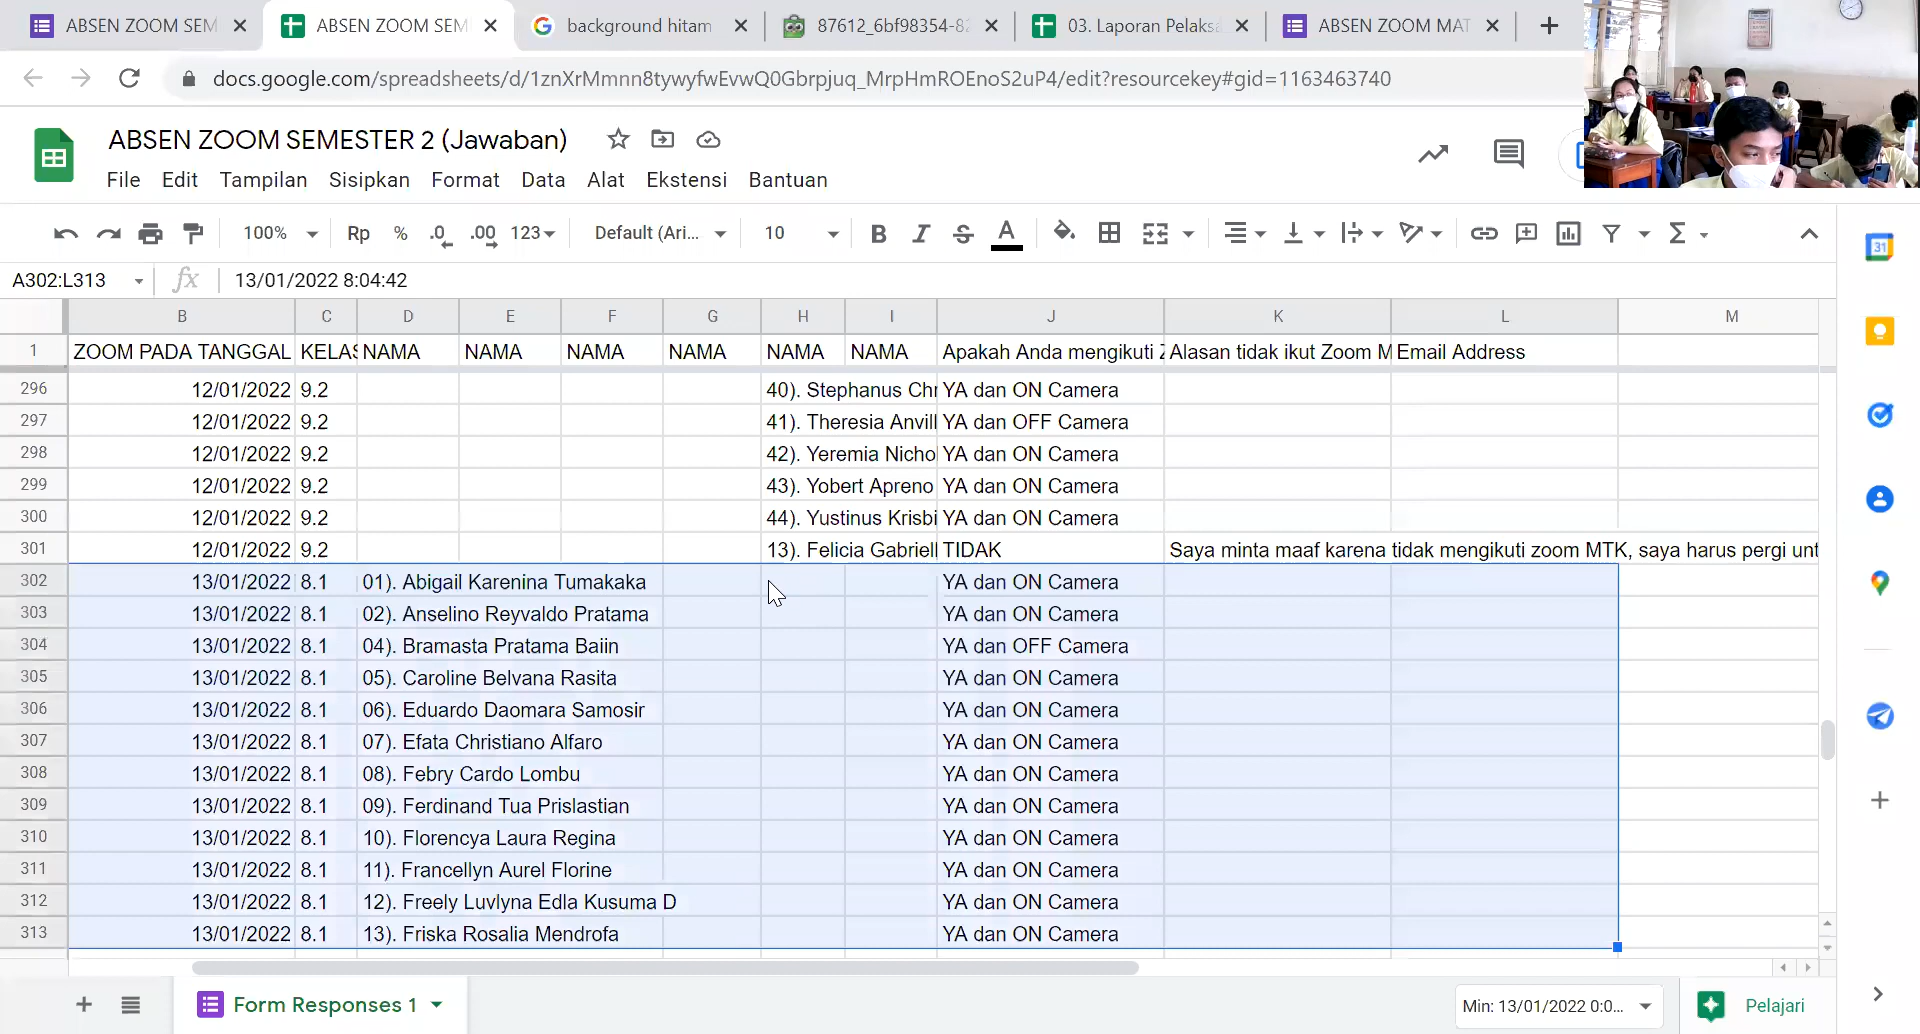 ABSEN ZOOM SEM
ABSEN ZOOM SEM
background hitam
87612_6bf98354-82
03. Laporan Pelaksa
ABSEN ZOOM MAT
docs.google.com/spreadsheets/d/1znXrMmnn8tywyfwEvwQ0Gbrpjuq_MrpHmROEnoS2uP4/edit?resourcekey#gid=1163463740
ABSEN ZOOM SEMESTER 2 (Jawaban)
File Edit Tampilan Sisipkan Format Data Alat Ekstensi Bantuan
100% Rp % .0 .00 123 Default (Ari... 10 B I S A
A302:L313 fx 13/01/2022 8:04:42
B C D E F G H I J K L M
1 ZOOM PADA TANGGAL KELAS NAMA NAMA NAMA NAMA NAMA NAMA Apakah Anda mengikuti Z Alasan tidak ikut Zoom M Email Address
296 12/01/2022 9.2 40). Stephanus Chr YA dan ON Camera
297 12/01/2022 9.2 41). Theresia Anvill YA dan OFF Camera
298 12/01/2022 9.2 42). Yeremia Nicho YA dan ON Camera
299 12/01/2022 9.2 43). Yobert Apreno YA dan ON Camera
300 12/01/2022 9.2 44). Yustinus Krisbi YA dan ON Camera
301 12/01/2022 9.2 13). Felicia Gabriell TIDAK Saya minta maaf karena tidak mengikuti zoom MTK, saya harus pergi unt
302 13/01/2022 8.1 01). Abigail Karenina Tumakaka YA dan ON Camera
303 13/01/2022 8.1 02). Anselino Reyvaldo Pratama YA dan ON Camera
304 13/01/2022 8.1 04). Bramasta Pratama Baiin YA dan OFF Camera
305 13/01/2022 8.1 05). Caroline Belvana Rasita YA dan ON Camera
306 13/01/2022 8.1 06). Eduardo Daomara Samosir YA dan ON Camera
307 13/01/2022 8.1 07). Efata Christiano Alfaro YA dan ON Camera
308 13/01/2022 8.1 08). Febry Cardo Lombu YA dan ON Camera
309 13/01/2022 8.1 09). Ferdinand Tua Prislastian YA dan ON Camera
310 13/01/2022 8.1 10). Florencya Laura Regina YA dan ON Camera
311 13/01/2022 8.1 11). Francellyn Aurel Florine YA dan ON Camera
312 13/01/2022 8.1 12). Freely Luvlyna Edla Kusuma D YA dan ON Camera
313 13/01/2022 8.1 13). Friska Rosalia Mendrofa YA dan ON Camera
Form Responses 1
Min: 13/01/2022 0:0...
Pelajari
31